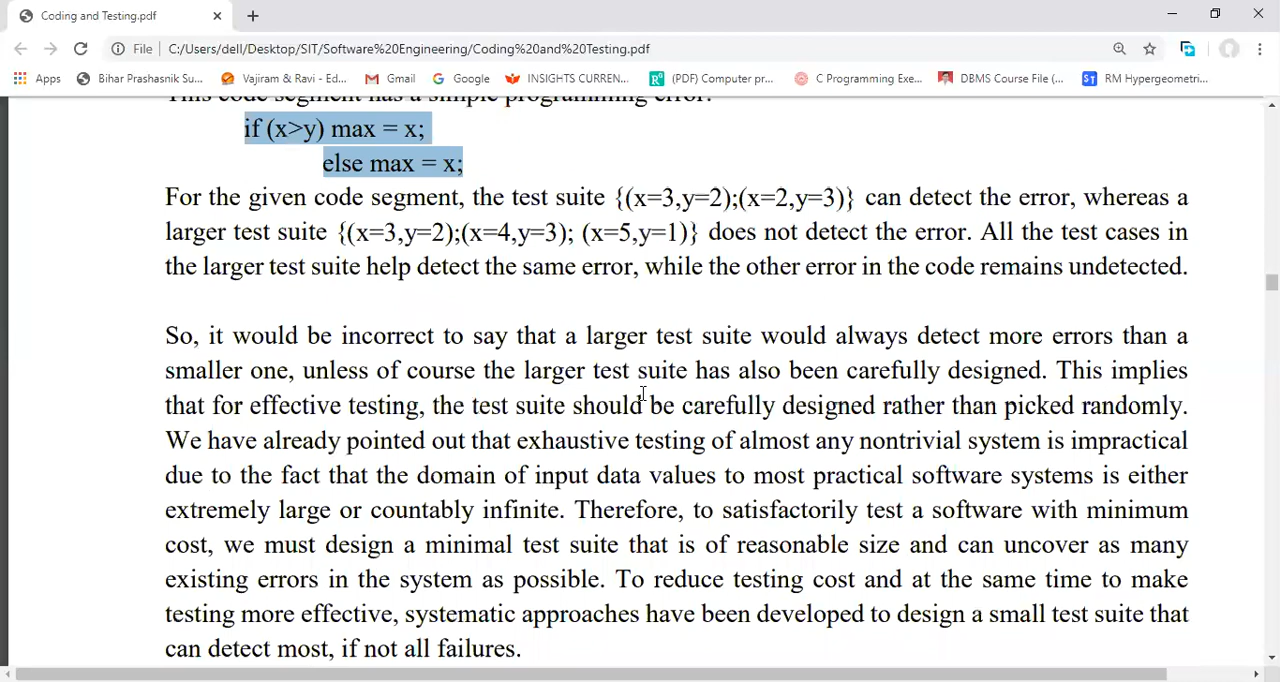 Coding and Testing.pdf
File C:/Users/dell/Desktop/SIT/Software%20Engineering/Coding%20and%20Testing.pdf
Apps Bihar Prashasnik Su... Vajiram & Ravi - Ed... Gmail Google INSIGHTS CURREN... (PDF) Computer pr... C Programming Exe... DBMS Course File (... RM Hypergeometri...
This code segment has a simple programming error.
if (x>y) max = x;
else max = x;
For the given code segment, the test suite {(x=3,y=2);(x=2,y=3)} can detect the error, whereas a
larger test suite {(x=3,y=2);(x=4,y=3); (x=5,y=1)} does not detect the error. All the test cases in
the larger test suite help detect the same error, while the other error in the code remains undetected.
So, it would be incorrect to say that a larger test suite would always detect more errors than a
smaller one, unless of course the larger test suite has also been carefully designed. This implies
that for effective testing, the test suite should be carefully designed rather than picked randomly.
We have already pointed out that exhaustive testing of almost any nontrivial system is impractical
due to the fact that the domain of input data values to most practical software systems is either
extremely large or countably infinite. Therefore, to satisfactorily test a software with minimum
cost, we must design a minimal test suite that is of reasonable size and can uncover as many
existing errors in the system as possible. To reduce testing cost and at the same time to make
testing more effective, systematic approaches have been developed to design a small test suite that
can detect most, if not all failures.